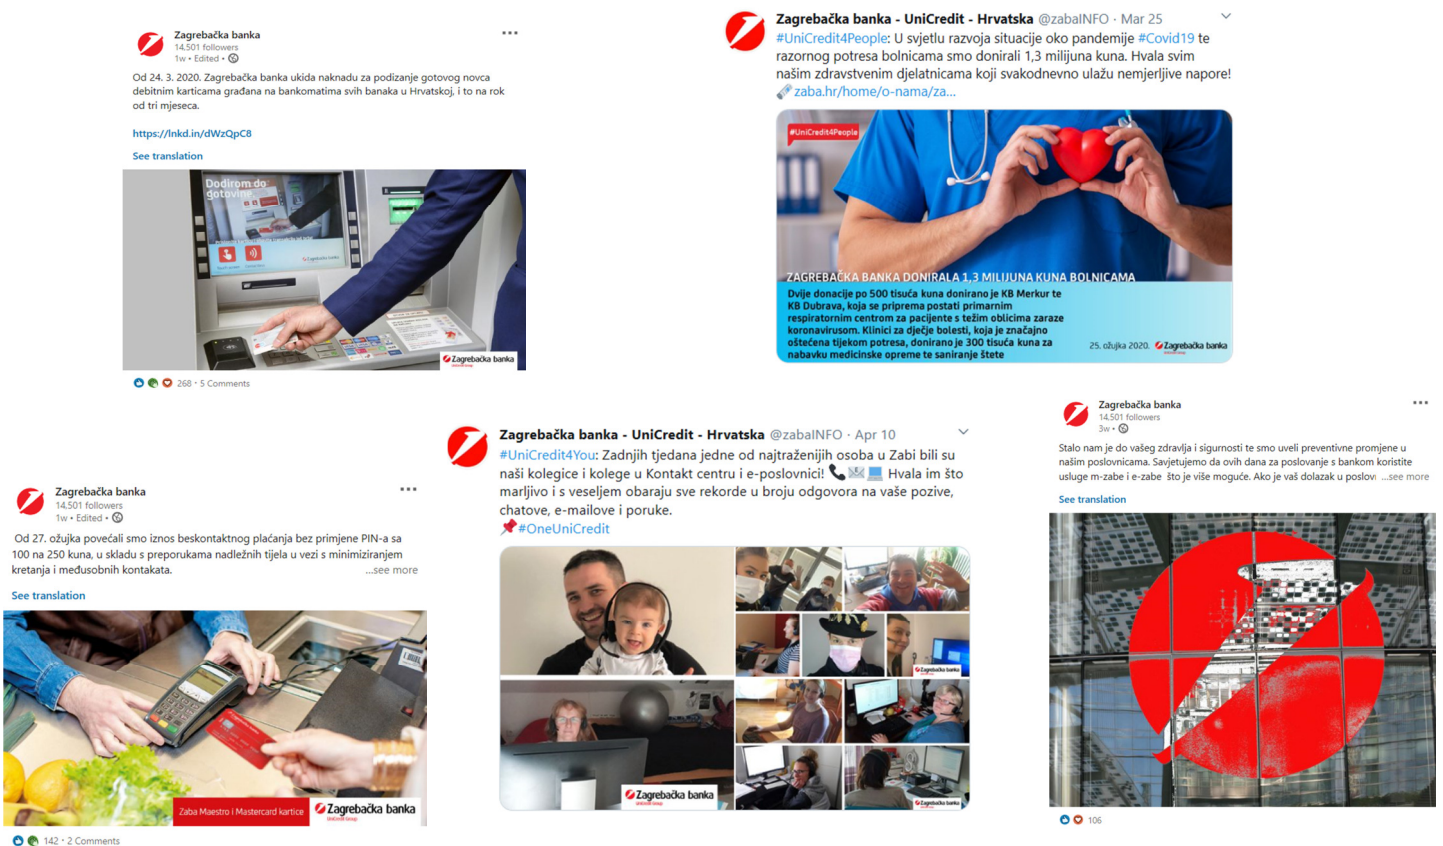 Zagrebačka banka
14,501 followers
1w • Edited •
Od 24. 3. 2020. Zagrebačka banka ukida naknadu za podizanje gotovog novca
debitnim karticama građana na bankomatima svih banaka u Hrvatskoj, i to na rok
od tri mjeseca.
https://lnkd.in/dWzQpC8
See translation
Dodirom do
gotovine
Zagrebačka banka
268 · 5 Comments
Zagrebačka banka - UniCredit - Hrvatska @zabaINFO · Mar 25
#UniCredit4People: U svjetlu razvoja situacije oko pandemije #Covid19 te
razornog potresa bolnicama smo donirali 1,3 milijuna kuna. Hvala svim
našim zdravstvenim djelatnicama koji svakodnevno ulažu nemjerljive napore!
zaba.hr/home/o-nama/za...
#UniCredit4People
ZAGREBAČKA BANKA DONIRALA 1,3 MILIJUNA KUNA BOLNICAMA
Dvije donacije po 500 tisuća kuna donirano je KB Merkur te
KB Dubrava, koja se priprema postati primarnim
respiratornim centrom za pacijente s težim oblicima zaraze
koronavirusom. Klinici za dječje bolesti, koja je značajno
oštećena tijekom potresa, donirano je 300 tisuća kuna za
nabavku medicinske opreme te saniranje štete
25. ožujka 2020.
Zagrebačka banka
Zagrebačka banka
14,501 followers
1w • Edited •
Od 27. ožujka povećali smo iznos beskontaktnog plaćanja bez primjene PIN-a sa
100 na 250 kuna, u skladu s preporukama nadležnih tijela u vezi s minimiziranjem
kretanja i međusobnih kontakata.
...see more
See translation
Zaba Maestro i Mastercard kartice
Zagrebačka banka
UniCredit Group
142 · 2 Comments
Zagrebačka banka - UniCredit - Hrvatska @zabaINFO · Apr 10
#UniCredit4You: Zadnjih tjedana jedne od najtraženijih osoba u Zabi bili su
naši kolegice i kolege u Kontakt centru i e-poslovnici! Hvala im što
marljivo i s veseljem obaraju sve rekorde u broju odgovora na vaše pozive,
chatove, e-mailove i poruke.
#OneUniCredit
Zagrebačka banka
Zagrebačka banka
UniCredit Group
Zagrebačka banka
Zagrebačka banka
14,501 followers
3w •
Stalo nam je do vašeg zdravlja i sigurnosti te smo uveli preventivne promjene u
našim poslovnicama. Savjetujemo da ovih dana za poslovanje s bankom koristite
usluge m-zabe i e-zabe što je više moguće. Ako je vaš dolazak u poslov ...see more
See translation
106